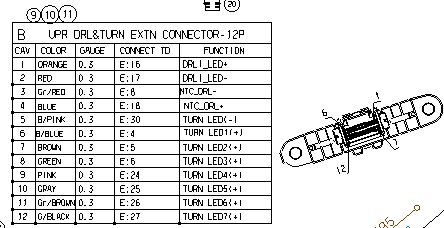 20
9 10 11
B UPR DRL&TURN EXTN CONNECTOR-12P
CAV COLOR GAUGE CONNECT TO FUNCTION
1 ORANGE 0.3 E:16 DRL1_LED+
2 RED 0.3 E:17 DRL1_LED-
3 Gr/RED 0.3 E:8 NTC_DRL-
4 BLUE 0.3 E:18 NTC_DRL+
5 B/PINK 0.3 E:30 TURN LED(-)
6 B/BLUE 0.3 E:4 TURN LED1(+)
7 BROWN 0.3 E:5 TURN LED2(+)
8 GREEN 0.3 E:6 TURN LED3(+)
9 PINK 0.3 E:24 TURN LED4(+)
10 GRAY 0.3 E:25 TURN LED5(+)
11 Gr/BROWN 0.3 E:26 TURN LED6(+)
12 G/BLACK 0.3 E:27 TURN LED7(+)
1
6
7
12